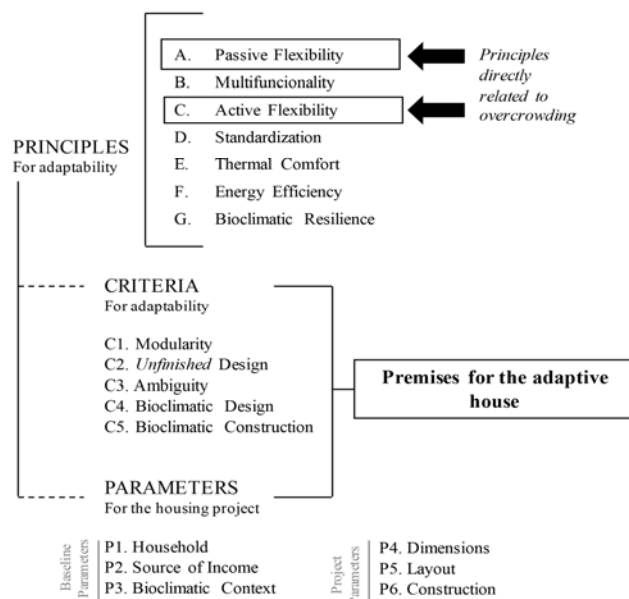 A. Passive Flexibility
B. Multifuncionality
C. Active Flexibility
D. Standardization
E. Thermal Comfort
F. Energy Efficiency
G. Bioclimatic Resilience
Principles
directly
related to
overcrowding
PRINCIPLES
For adaptability
CRITERIA
For adaptability
C1. Modularity
C2. Unfinished Design
C3. Ambiguity
C4. Bioclimatic Design
C5. Bioclimatic Construction
Premises for the adaptive
house
PARAMETERS
For the housing project
Baseline
Parameters
P1. Household
P2. Source of Income
P3. Bioclimatic Context
Project
Parameters
P4. Dimensions
P5. Layout
P6. Construction